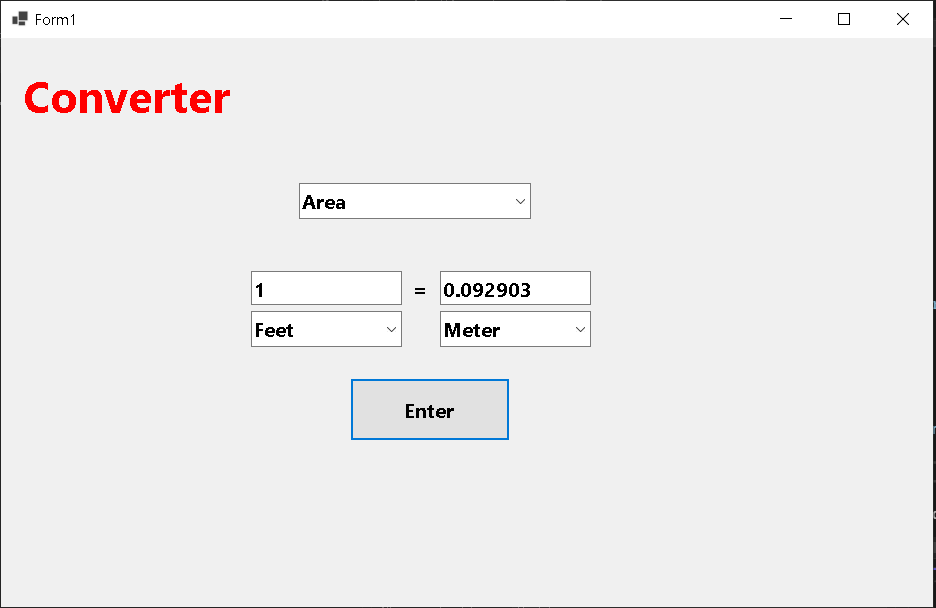 Form1
Converter
Area
1 = 0.092903
Feet Meter
Enter